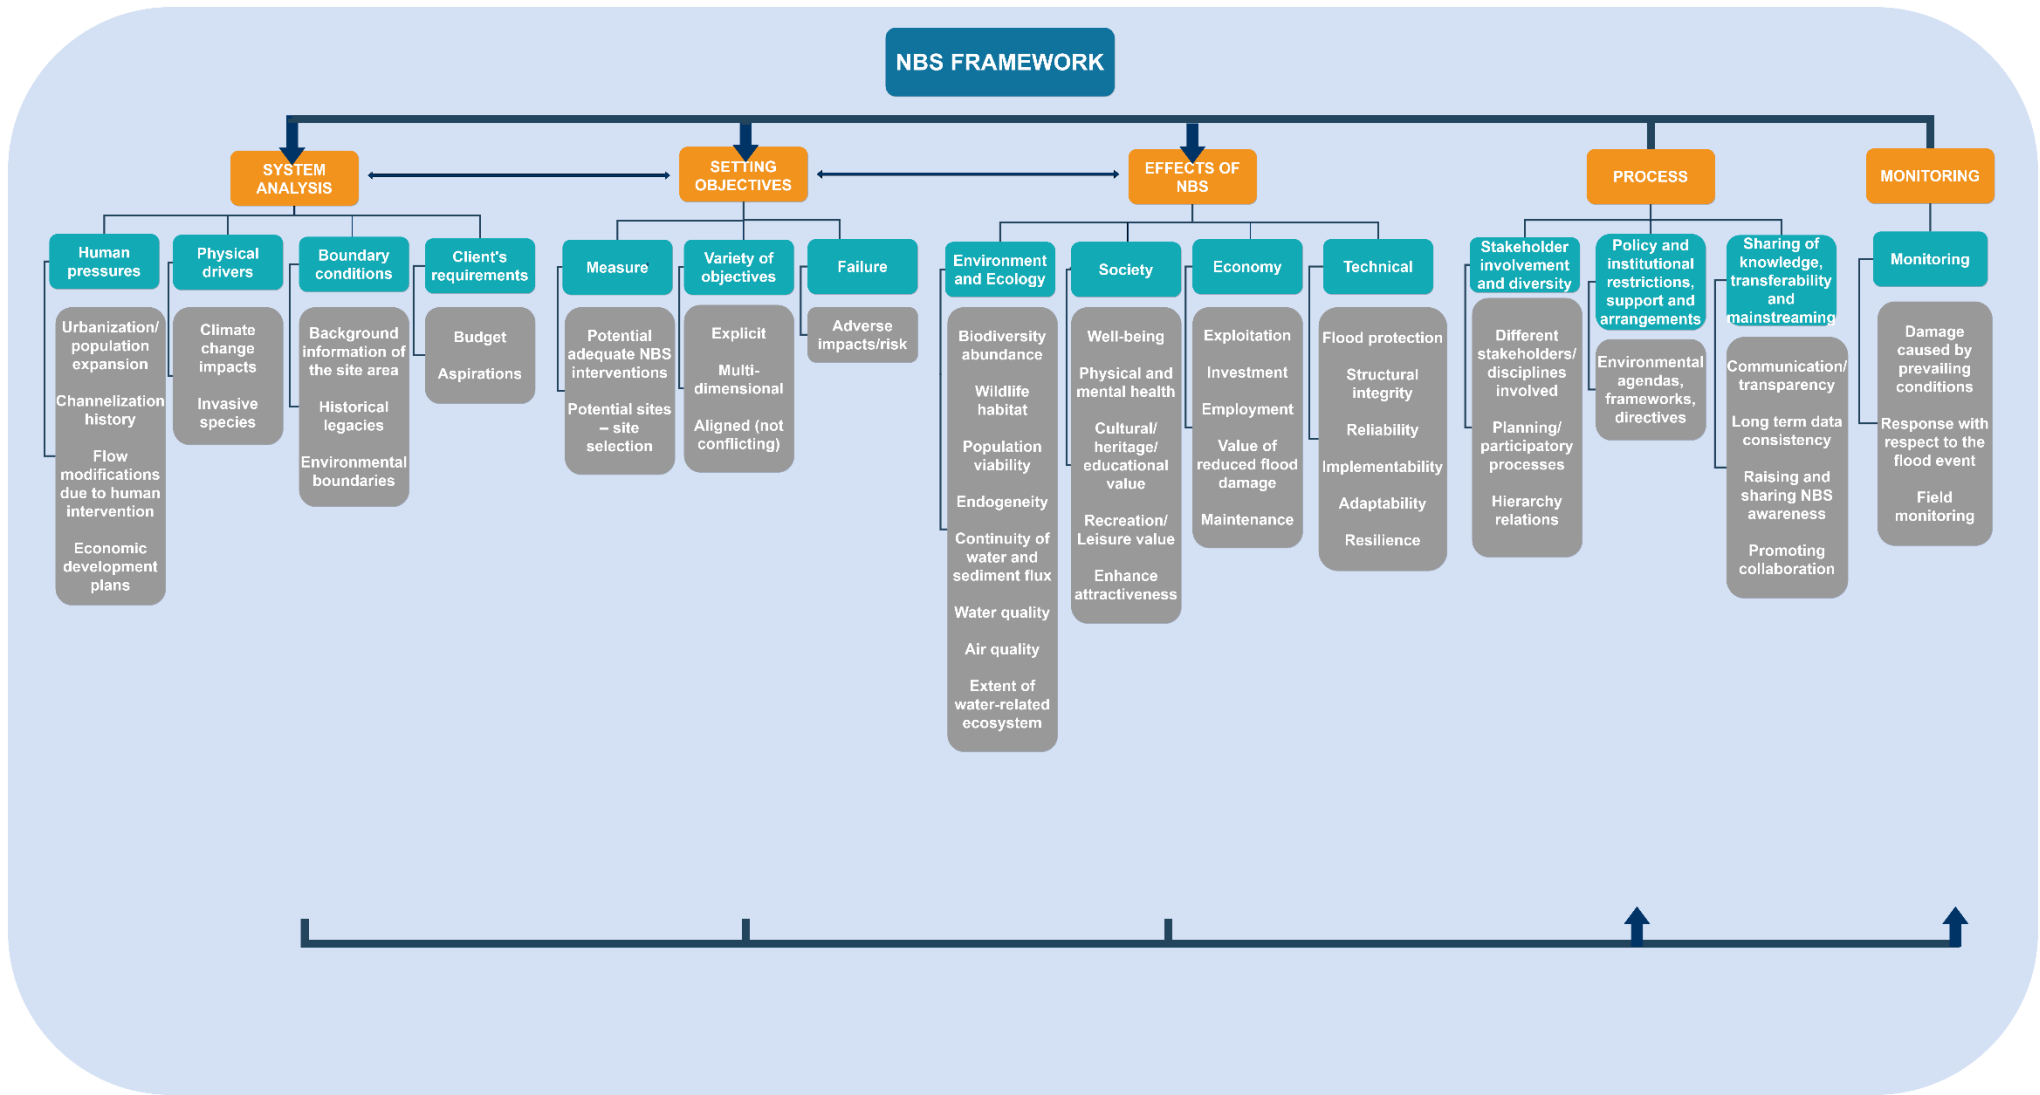 NBS FRAMEWORK
SYSTEM
ANALYSIS
SETTING
OBJECTIVES
EFFECTS OF
NBS
PROCESS
MONITORING
Human
pressures
Physical
drivers
Boundary
conditions
Client's
requirements
Measure
Variety of
objectives
Failure
Environment
and Ecology
Society
Economy
Technical
Stakeholder
involvement
and diversity
Policy and
institutional
restrictions,
support and
arrangements
Sharing of
knowledge,
transferability
and
mainstreaming
Monitoring
Urbanization/
population
expansion
Channelization
history
Flow
modifications
due to human
intervention
Economic
development
plans
Climate
change
impacts
Invasive
species
Background
information of
the site area
Historical
legacies
Environmental
boundaries
Budget
Aspirations
Potential
adequate NBS
interventions
Potential sites
– site
selection
Explicit
Multi-
dimensional
Aligned (not
conflicting)
Adverse
impacts/risk
Biodiversity
abundance
Wildlife
habitat
Population
viability
Endogeneity
Continuity of
water and
sediment flux
Water quality
Air quality
Extent of
water-related
ecosystem
Well-being
Physical and
mental health
Cultural/
heritage/
educational
value
Recreation/
Leisure value
Enhance
attractiveness
Exploitation
Investment
Employment
Value of
reduced flood
damage
Maintenance
Flood protection
Structural
integrity
Reliability
Implementability
Adaptability
Resilience
Different
stakeholders/
disciplines
involved
Planning/
participatory
processes
Hierarchy
relations
Environmental
agendas,
frameworks,
directives
Communication/
transparency
Long term data
consistency
Raising and
sharing NBS
awareness
Promoting
collaboration
Damage
caused by
prevailing
conditions
Response with
respect to the
flood event
Field
monitoring